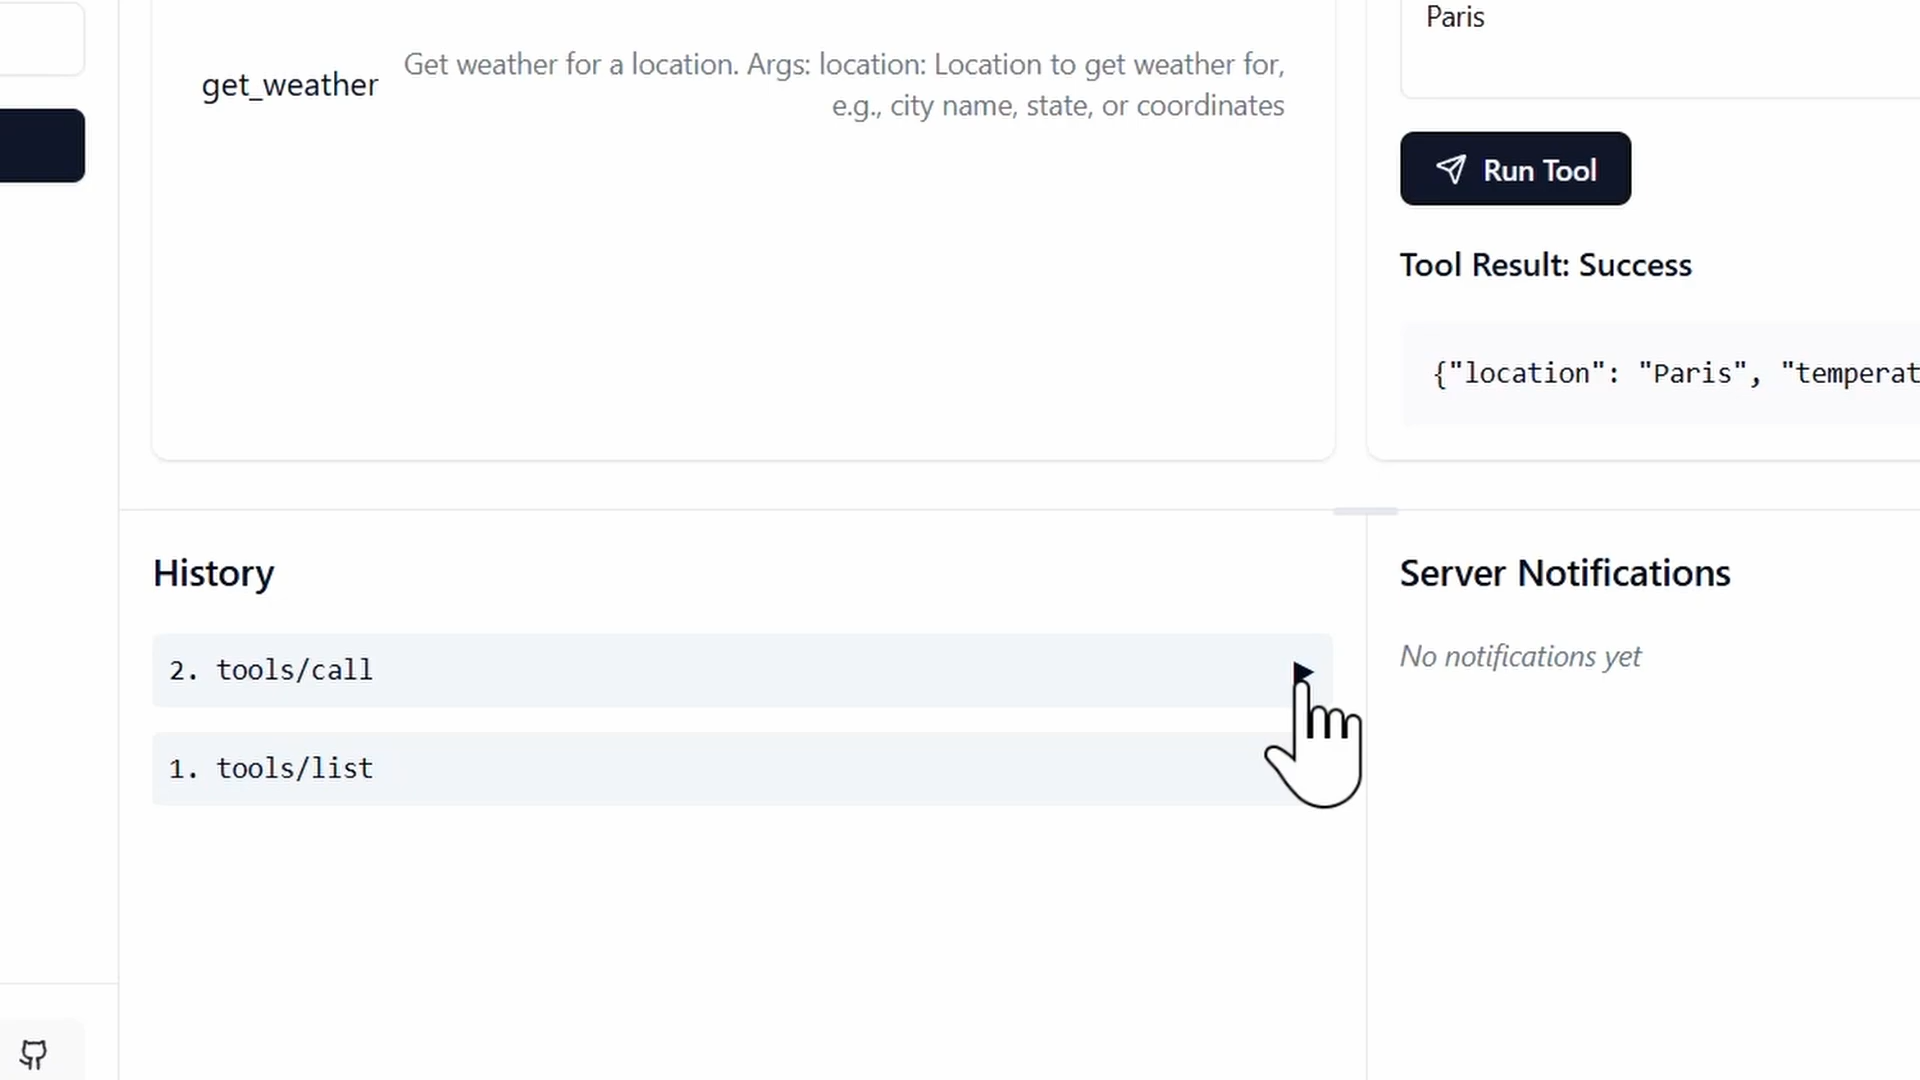 get_weather
Get weather for a location. Args: location: Location to get weather for,
e.g., city name, state, or coordinates
Paris
Run Tool
Tool Result: Success
{"location": "Paris", "temperat
History
2. tools/call
1. tools/list
Server Notifications
No notifications yet